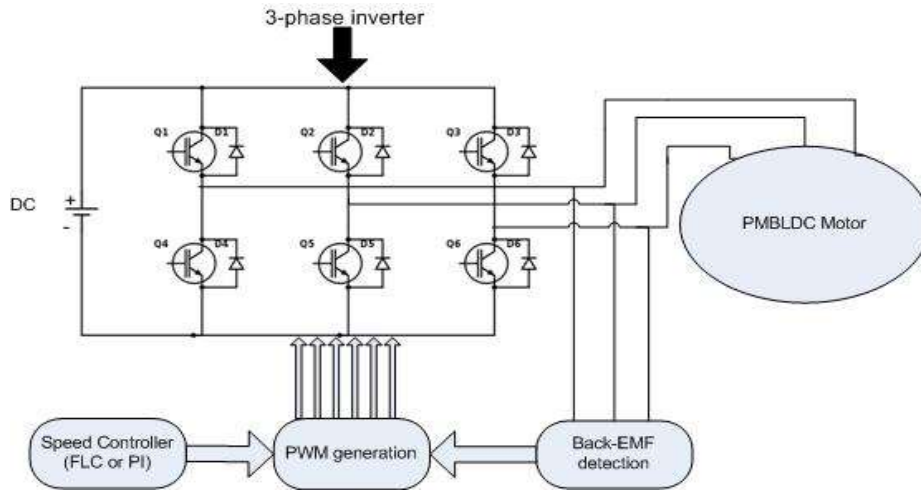 3-phase inverter
Q1 D1 Q2 D2 Q3 D3
DC + -
PMBLDC Motor
Q4 D4 Q5 D5 Q6 D6
Speed Controller
(FLC or PI)
PWM generation
Back-EMF
detection